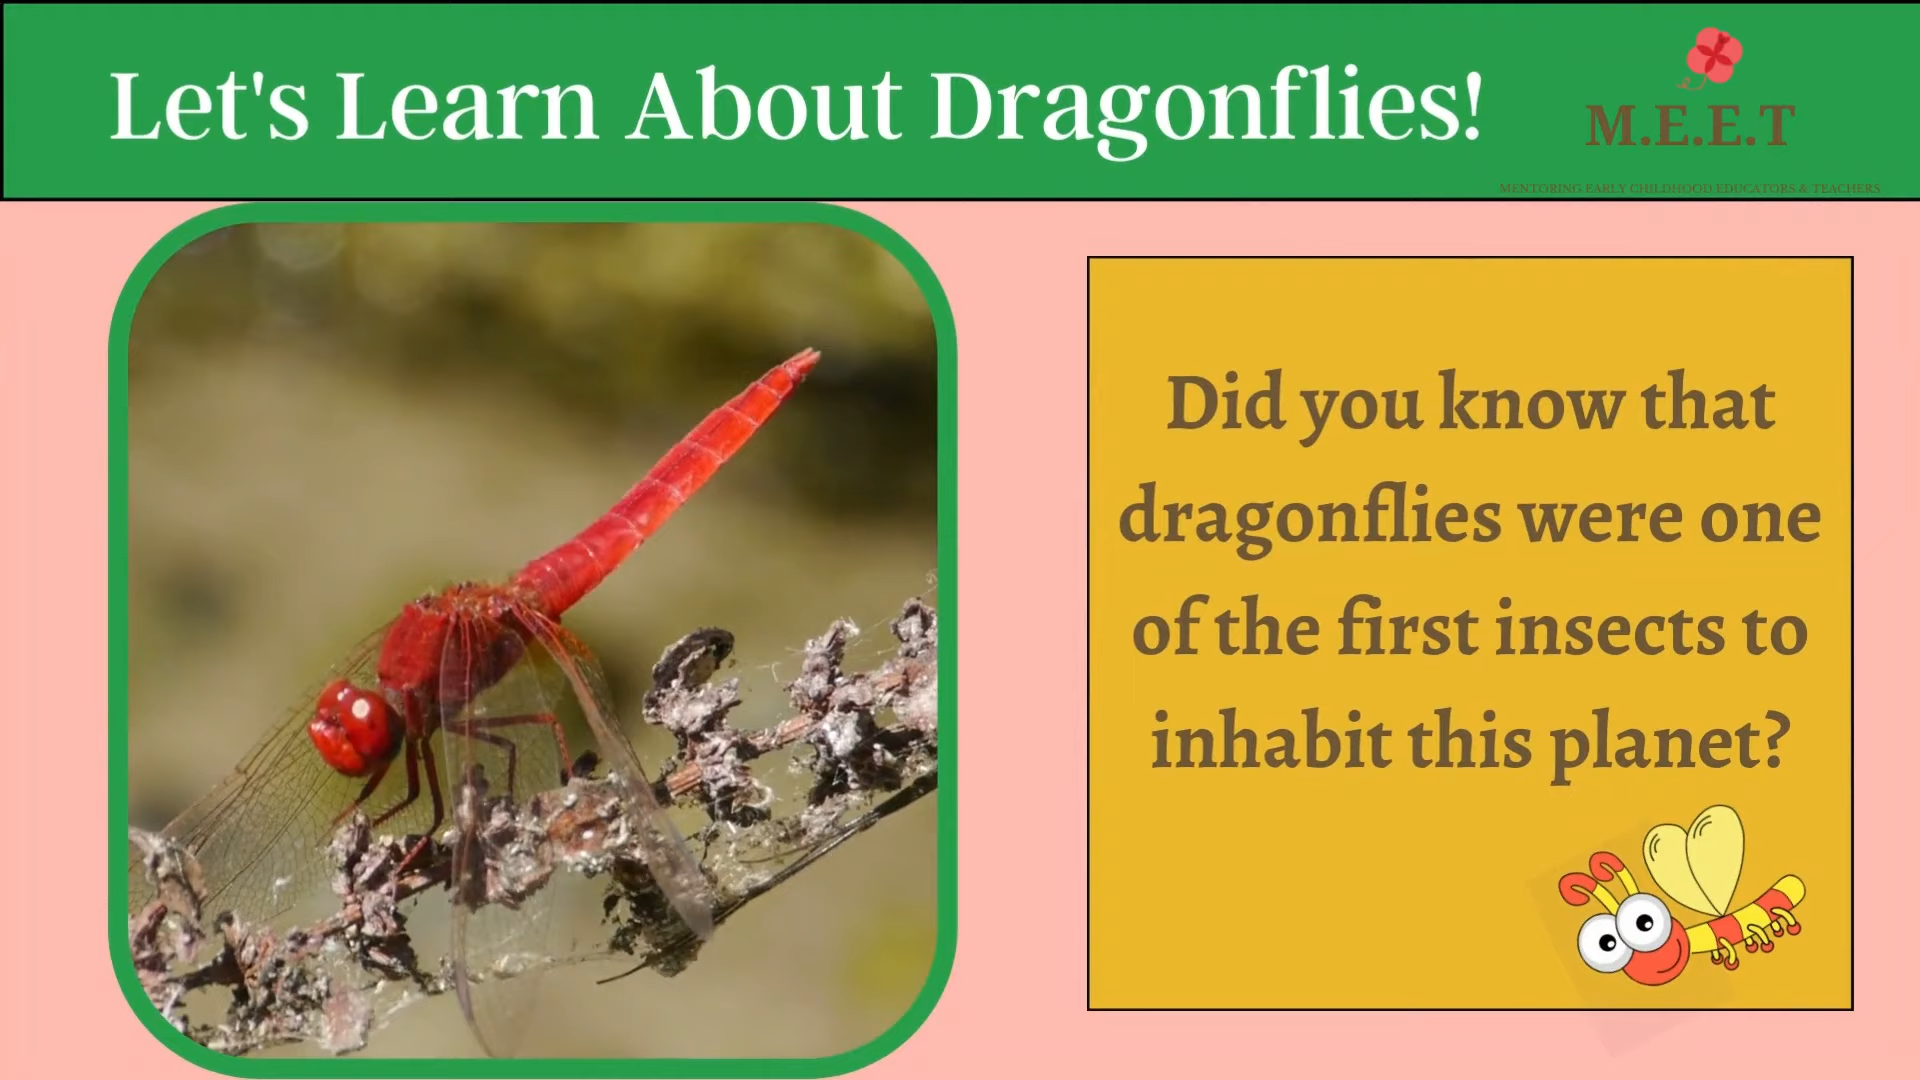 Let's Learn About Dragonflies!
M.E.E.T
MENTORING EARLY CHILDHOOD EDUCATORS & TEACHERS
Did you know that
dragonflies were one
of the first insects to
inhabit this planet?